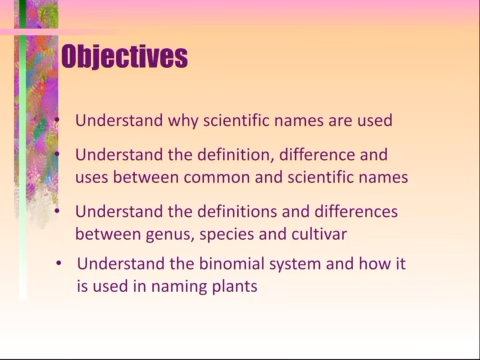 Objectives
• Understand why scientific names are used
• Understand the definition, difference and
uses between common and scientific names
• Understand the definitions and differences
between genus, species and cultivar
• Understand the binomial system and how it
is used in naming plants